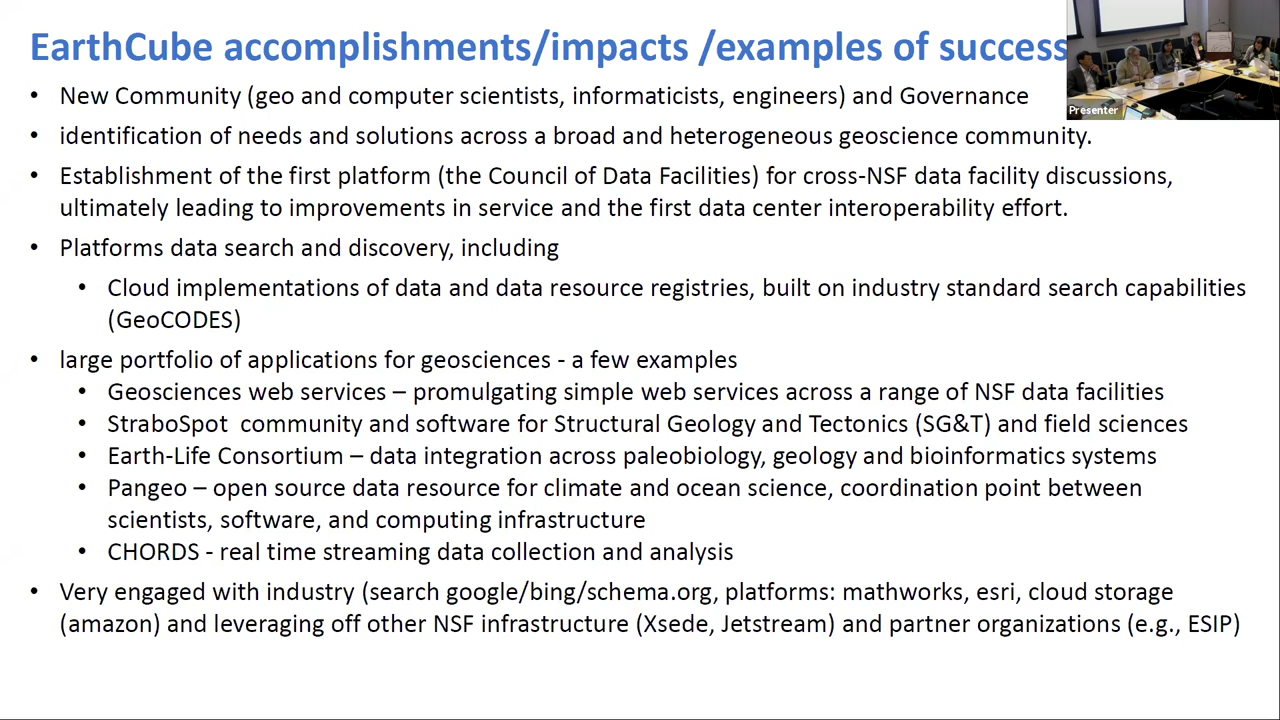 EarthCube accomplishments/impacts /examples of success
Presenter
• New Community (geo and computer scientists, informaticists, engineers) and Governance
• identification of needs and solutions across a broad and heterogeneous geoscience community.
• Establishment of the first platform (the Council of Data Facilities) for cross-NSF data facility discussions,
ultimately leading to improvements in service and the first data center interoperability effort.
• Platforms data search and discovery, including
• Cloud implementations of data and data resource registries, built on industry standard search capabilities
(GeoCODES)
• large portfolio of applications for geosciences - a few examples
• Geosciences web services – promulgating simple web services across a range of NSF data facilities
• StraboSpot  community and software for Structural Geology and Tectonics (SG&T) and field sciences
• Earth-Life Consortium – data integration across paleobiology, geology and bioinformatics systems
• Pangeo – open source data resource for climate and ocean science, coordination point between
scientists, software, and computing infrastructure
• CHORDS - real time streaming data collection and analysis
• Very engaged with industry (search google/bing/schema.org, platforms: mathworks, esri, cloud storage
(amazon) and leveraging off other NSF infrastructure (Xsede, Jetstream) and partner organizations (e.g., ESIP)